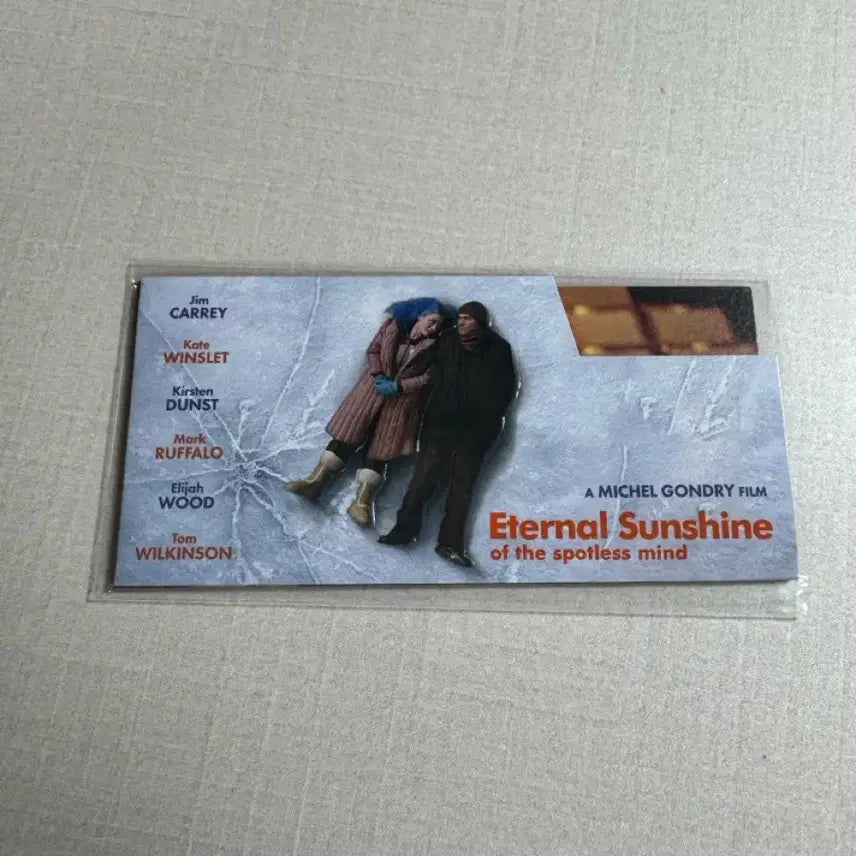 Jim
CARREY
Kate
WINSLET
Kirsten
DUNST
Mark
RUFFALO
Elijah
WOOD
Tom
WILKINSON
A MICHEL GONDRY FILM
Eternal Sunshine
of the spotless mind